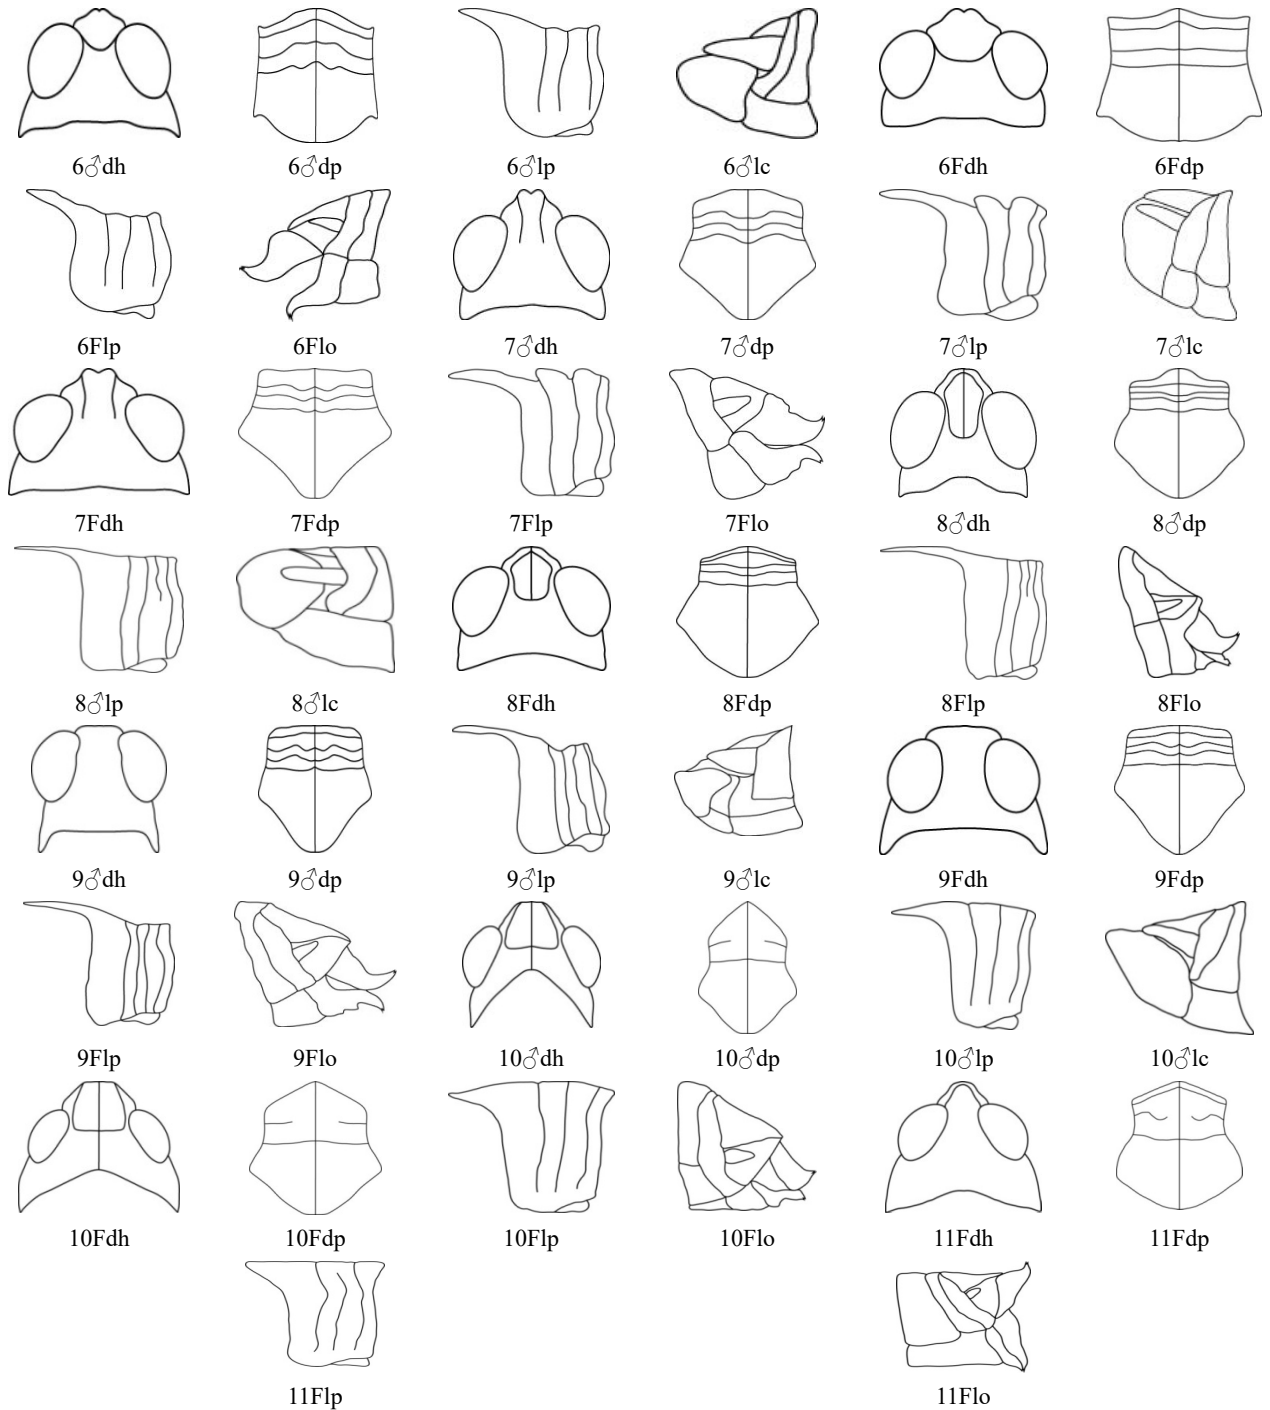 6♂dh 6♂dp 6♂lp 6♂lc 6Fdh 6Fdp
6Flp 6Flo 7♂dh 7♂dp 7♂lp 7♂lc
7Fdh 7Fdp 7Flp 7Flo 8♂dh 8♂dp
8♂lp 8♂lc 8Fdh 8Fdp 8Flp 8Flo
9♂dh 9♂dp 9♂lp 9♂lc 9Fdh 9Fdp
9Flp 9Flo 10♂dh 10♂dp 10♂lp 10♂lc
10Fdh 10Fdp 10Flp 10Flo 11Fdh 11Fdp
11Flp 11Flo